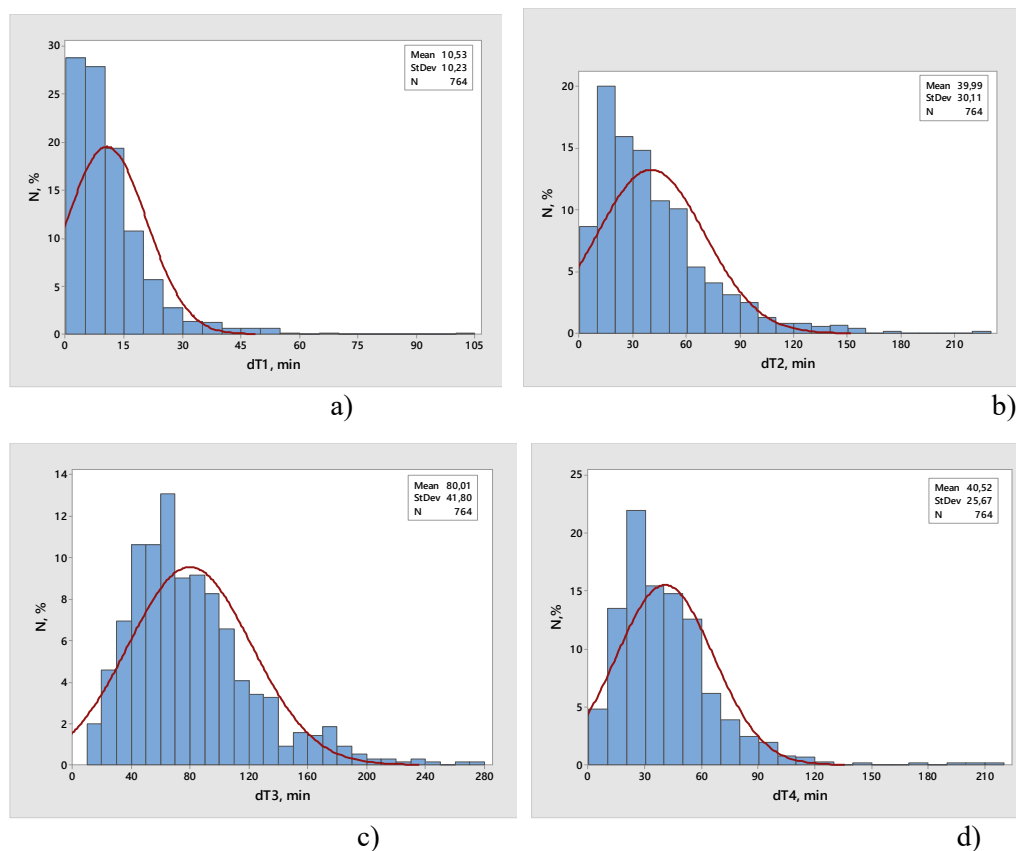 30
25
20
15
10
5
0
N, %
0 15 30 45 60 75 90 105
dT1, min
Mean 10,53
StDev 10,23
N 764
a)
20
15
10
5
0
N, %
0 30 60 90 120 150 180 210
dT2, min
Mean 39,99
StDev 30,11
N 764
b)
14
12
10
8
6
4
2
0
N, %
0 40 80 120 160 200 240 280
dT3, min
Mean 80,01
StDev 41,80
N 764
c)
25
20
15
10
5
0
N,%
0 30 60 90 120 150 180 210
dT4, min
Mean 40,52
StDev 25,67
N 764
d)